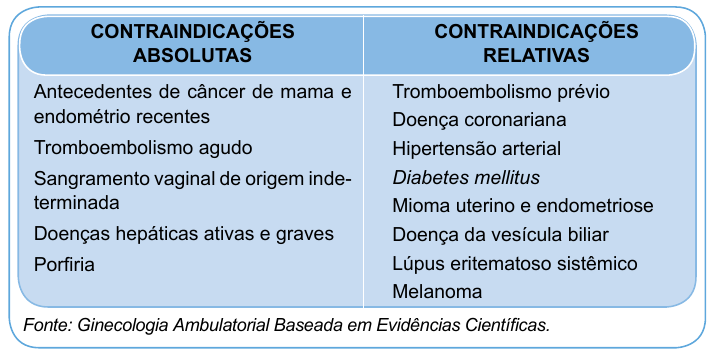 CONTRAINDICAÇÕES
ABSOLUTAS
Antecedentes de câncer de mama e
endométrio recentes
Tromboembolismo agudo
Sangramento vaginal de origem inde-
terminada
Doenças hepáticas ativas e graves
Porfiria
CONTRAINDICAÇÕES
RELATIVAS
Tromboembolismo prévio
Doença coronariana
Hipertensão arterial
Diabetes mellitus
Mioma uterino e endometriose
Doença da vesícula biliar
Lúpus eritematoso sistêmico
Melanoma
Fonte: Ginecologia Ambulatorial Baseada em Evidências Científicas.